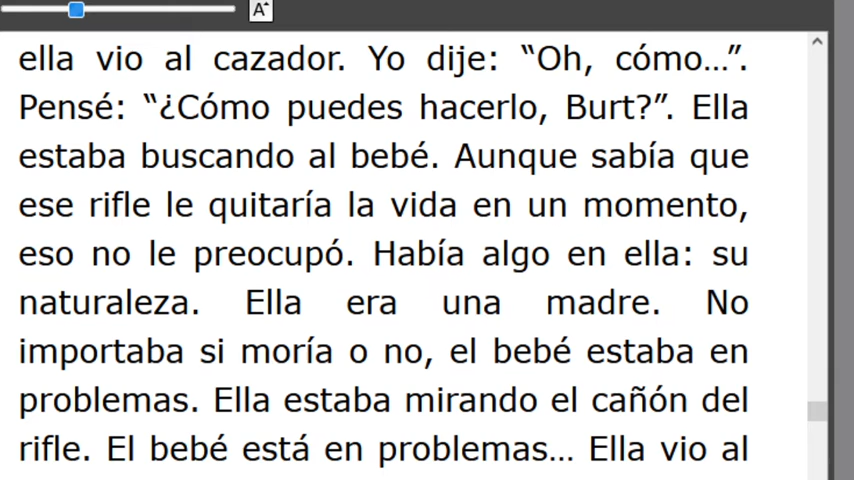 A
ella vio al cazador. Yo dije: “Oh, cómo…”.
Pensé: “¿Cómo puedes hacerlo, Burt?”. Ella
estaba buscando al bebé. Aunque sabía que
ese rifle le quitaría la vida en un momento,
eso no le preocupó. Había algo en ella: su
naturaleza. Ella era una madre. No
importaba si moría o no, el bebé estaba en
problemas. Ella estaba mirando el cañón del
rifle. El bebé está en problemas… Ella vio al